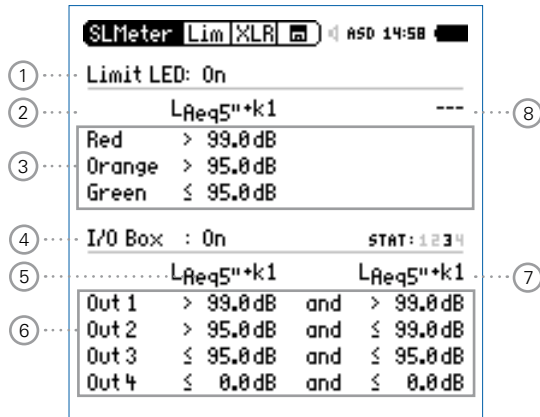 SLMeter Lim XLR ASD 14:58
1 Limit LED: On
2 LAeq5"+k1 --- 8
Red > 99.0dB
3 Orange > 95.0dB
Green ≤ 95.0dB
4 I/O Box : On STAT:1234
5 LAeq5"+k1 LAeq5"+k1 7
Out 1 > 99.0dB and > 99.0dB
6 Out 2 > 95.0dB and ≤ 99.0dB
Out 3 ≤ 95.0dB and ≤ 95.0dB
Out 4 ≤ 0.0dB and ≤ 0.0dB